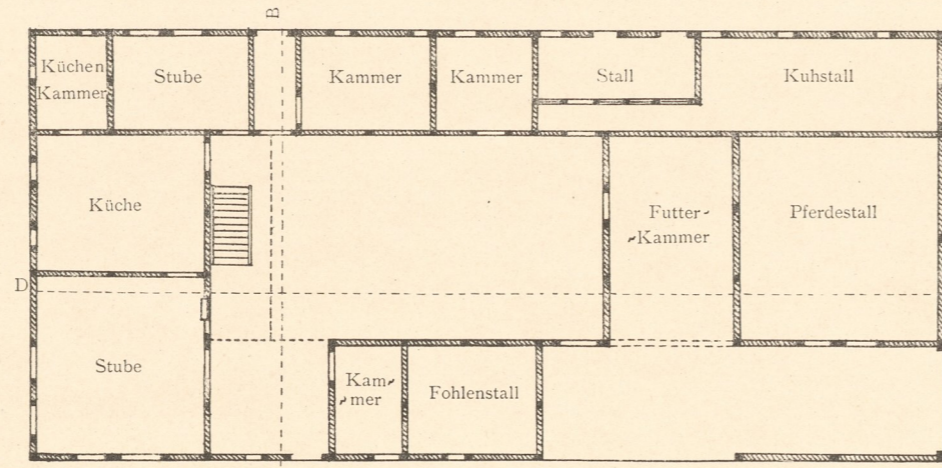 B
Küchen
Kammer
Stube
Kammer
Kammer
Stall
Kuhstall
Küche
Futter-
-Kammer
Pferdestall
D
Stube
Kam-
-mer
Fohlenstall